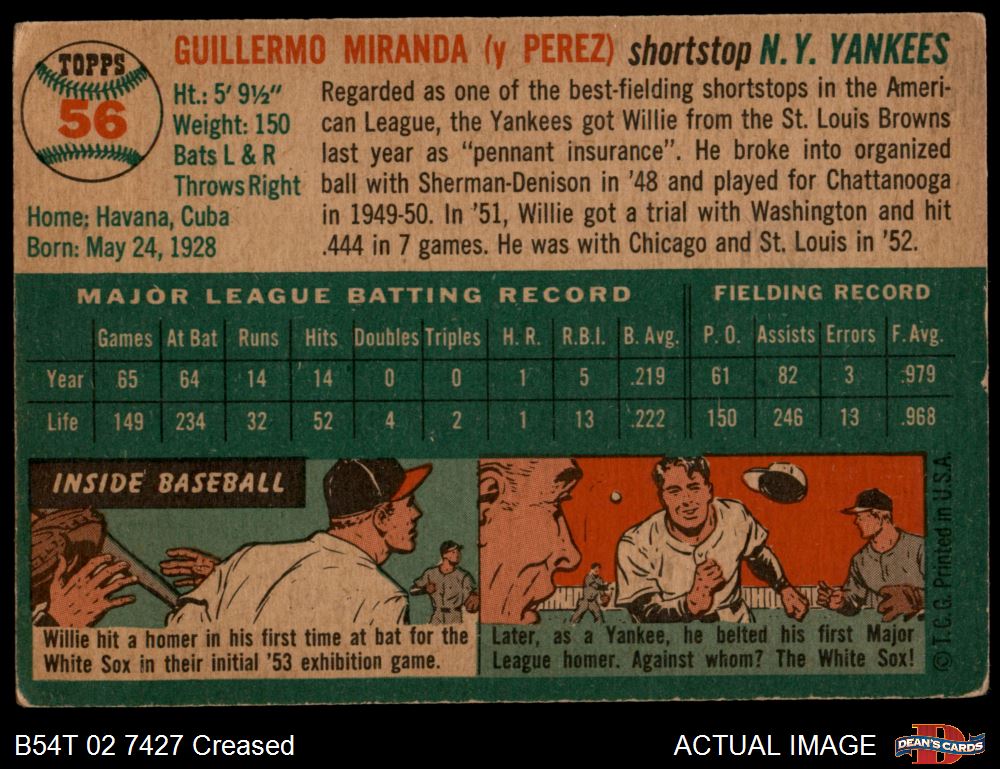 TOPPS
56
GUILLERMO MIRANDA (y PEREZ) shortstop N. Y. YANKEES
Ht.: 5' 9½"
Weight: 150
Bats L & R
Throws Right
Home: Havana, Cuba
Born: May 24, 1928
Regarded as one of the best-fielding shortstops in the Ameri-
can League, the Yankees got Willie from the St. Louis Browns
last year as "pennant insurance". He broke into organized
ball with Sherman-Denison in '48 and played for Chattanooga
in 1949-50. In '51, Willie got a trial with Washington and hit
.444 in 7 games. He was with Chicago and St. Louis in '52.
MAJOR LEAGUE BATTING RECORD FIELDING RECORD
Games At Bat Runs Hits Doubles Triples H. R. R.B.I. B. Avg. P. O. Assists Errors F. Avg.
Year 65 64 14 14 0 0 1 5 .219 61 82 3 .979
Life 149 234 32 52 4 2 1 13 .222 150 246 13 .968
INSIDE BASEBALL
Willie hit a homer in his first time at bat for the
White Sox in their initial '53 exhibition game.
Later, as a Yankee, he belted his first Major
League homer. Against whom? The White Sox!
© T.C.G. Printed in U.S.A.
B54T 02 7427 Creased
ACTUAL IMAGE
DEAN'S CARDS